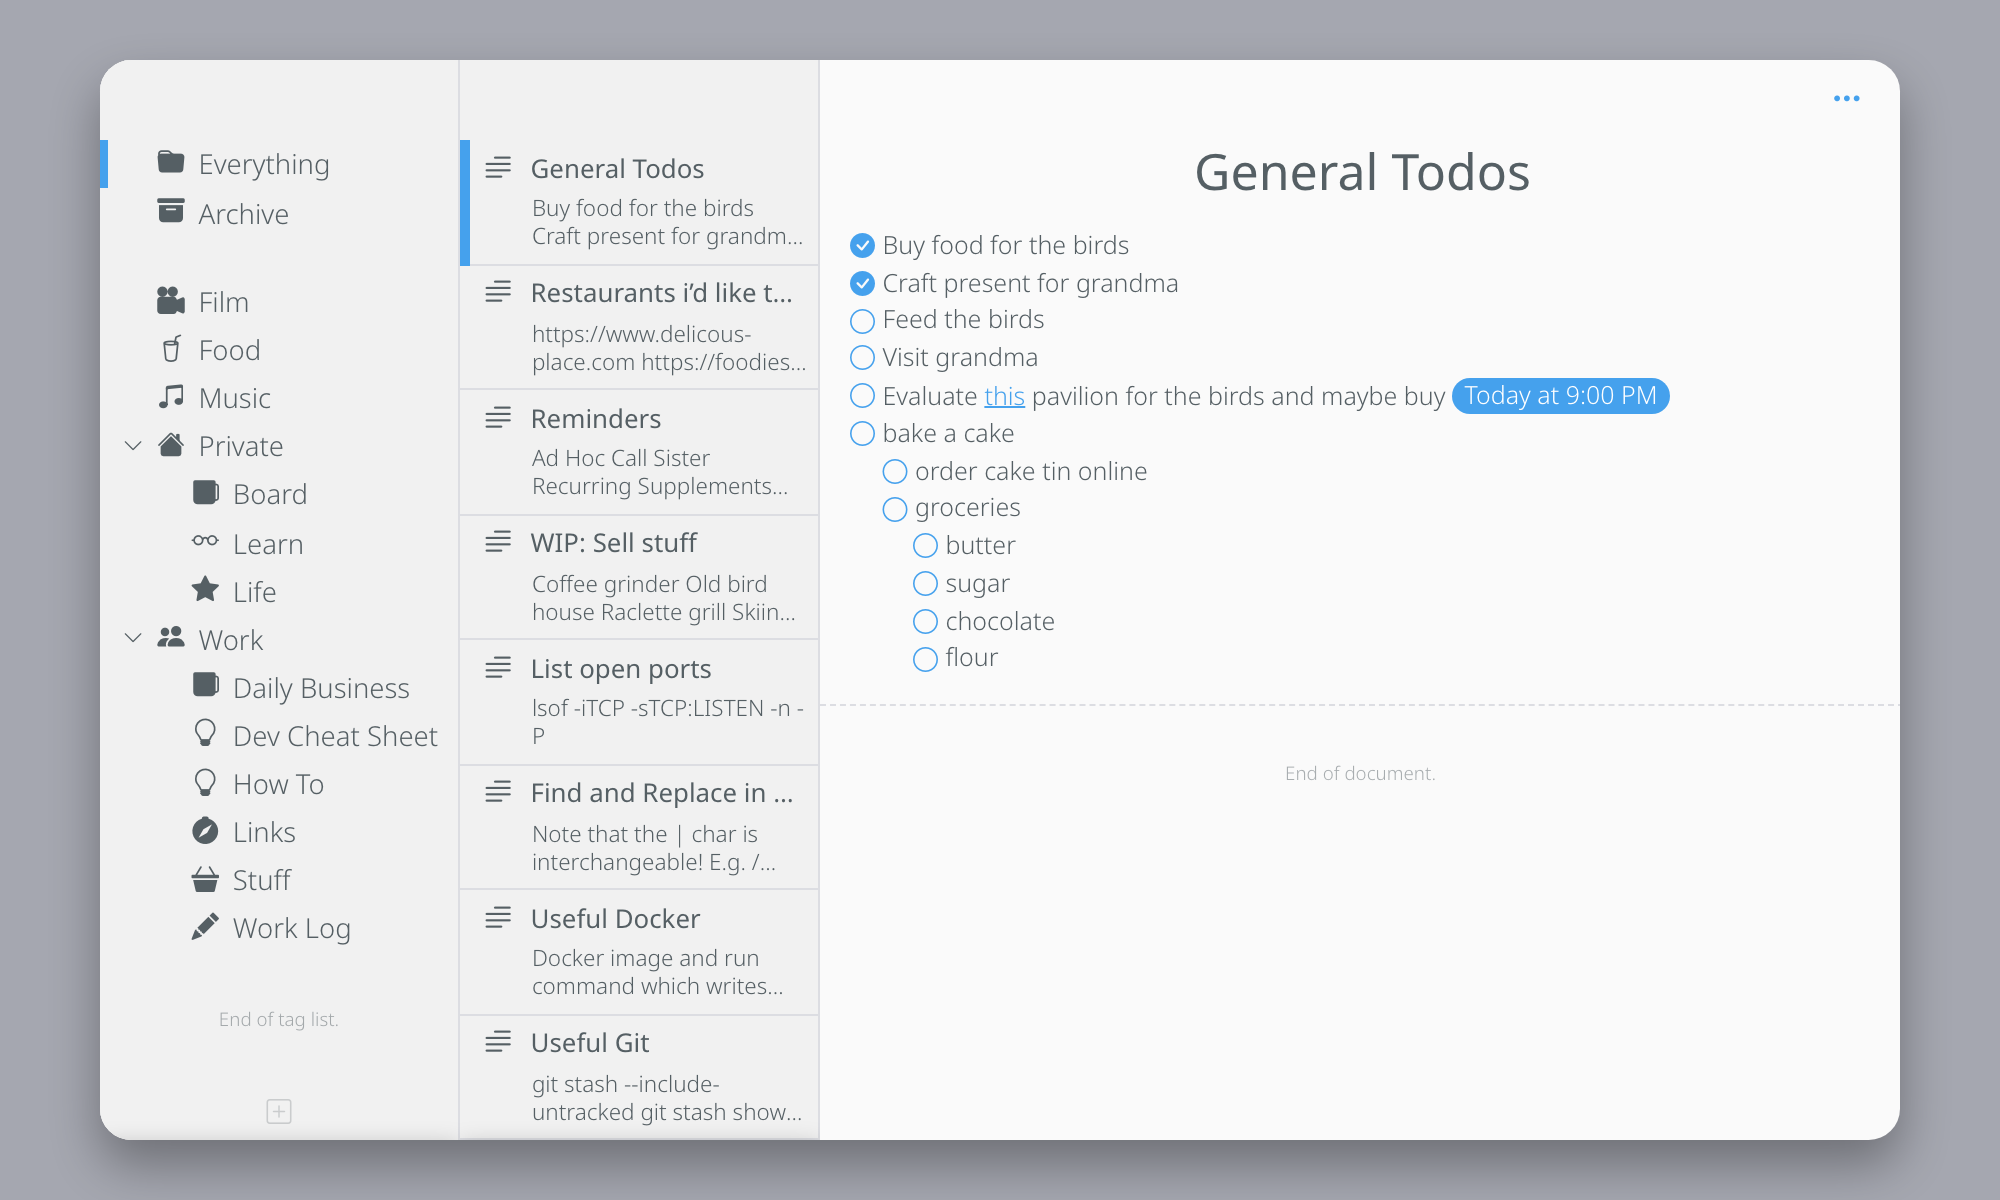 Everything
Archive
Film
Food
Music
Private
Board
Learn
Life
Work
Daily Business
Dev Cheat Sheet
How To
Links
Stuff
Work Log
End of tag list.
General Todos
Buy food for the birds
Craft present for grandm...
Restaurants i’d like t...
https://www.delicous-
place.com https://foodies...
Reminders
Ad Hoc Call Sister
Recurring Supplements...
WIP: Sell stuff
Coffee grinder Old bird
house Raclette grill Skiin...
List open ports
lsof -iTCP -sTCP:LISTEN -n -
P
Find and Replace in ...
Note that the | char is
interchangeable! E.g. /...
Useful Docker
Docker image and run
command which writes...
Useful Git
git stash --include-
untracked git stash show...
General Todos
Buy food for the birds
Craft present for grandma
Feed the birds
Visit grandma
Evaluate this pavilion for the birds and maybe buy Today at 9:00 PM
bake a cake
order cake tin online
groceries
butter
sugar
chocolate
flour
End of document.